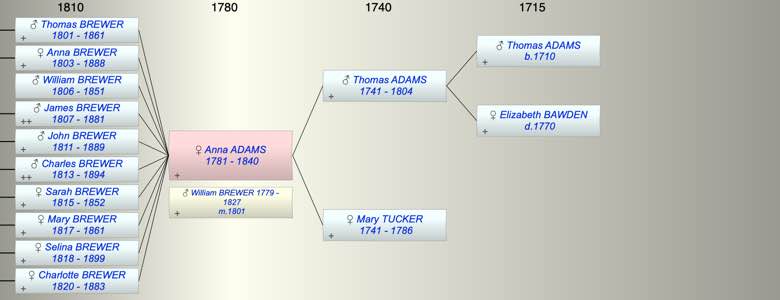 1810
1780
1740
1715
♂ Thomas BREWER
1801 - 1861
+
♀ Anna BREWER
1803 - 1888
+
♂ William BREWER
1806 - 1851
♂ James BREWER
1807 - 1881
++
♂ John BREWER
1811 - 1889
+
♂ Charles BREWER
1813 - 1894
++
♀ Sarah BREWER
1815 - 1852
+
♀ Mary BREWER
1817 - 1861
+
♀ Selina BREWER
1818 - 1899
+
♀ Charlotte BREWER
1820 - 1883
+
♀ Anna ADAMS
1781 - 1840
+
♂ William BREWER 1779 -
1827
m.1801
+
♂ Thomas ADAMS
1741 - 1804
+
♀ Mary TUCKER
1741 - 1786
+
♂ Thomas ADAMS
b.1710
+
♀ Elizabeth BAWDEN
d.1770
+